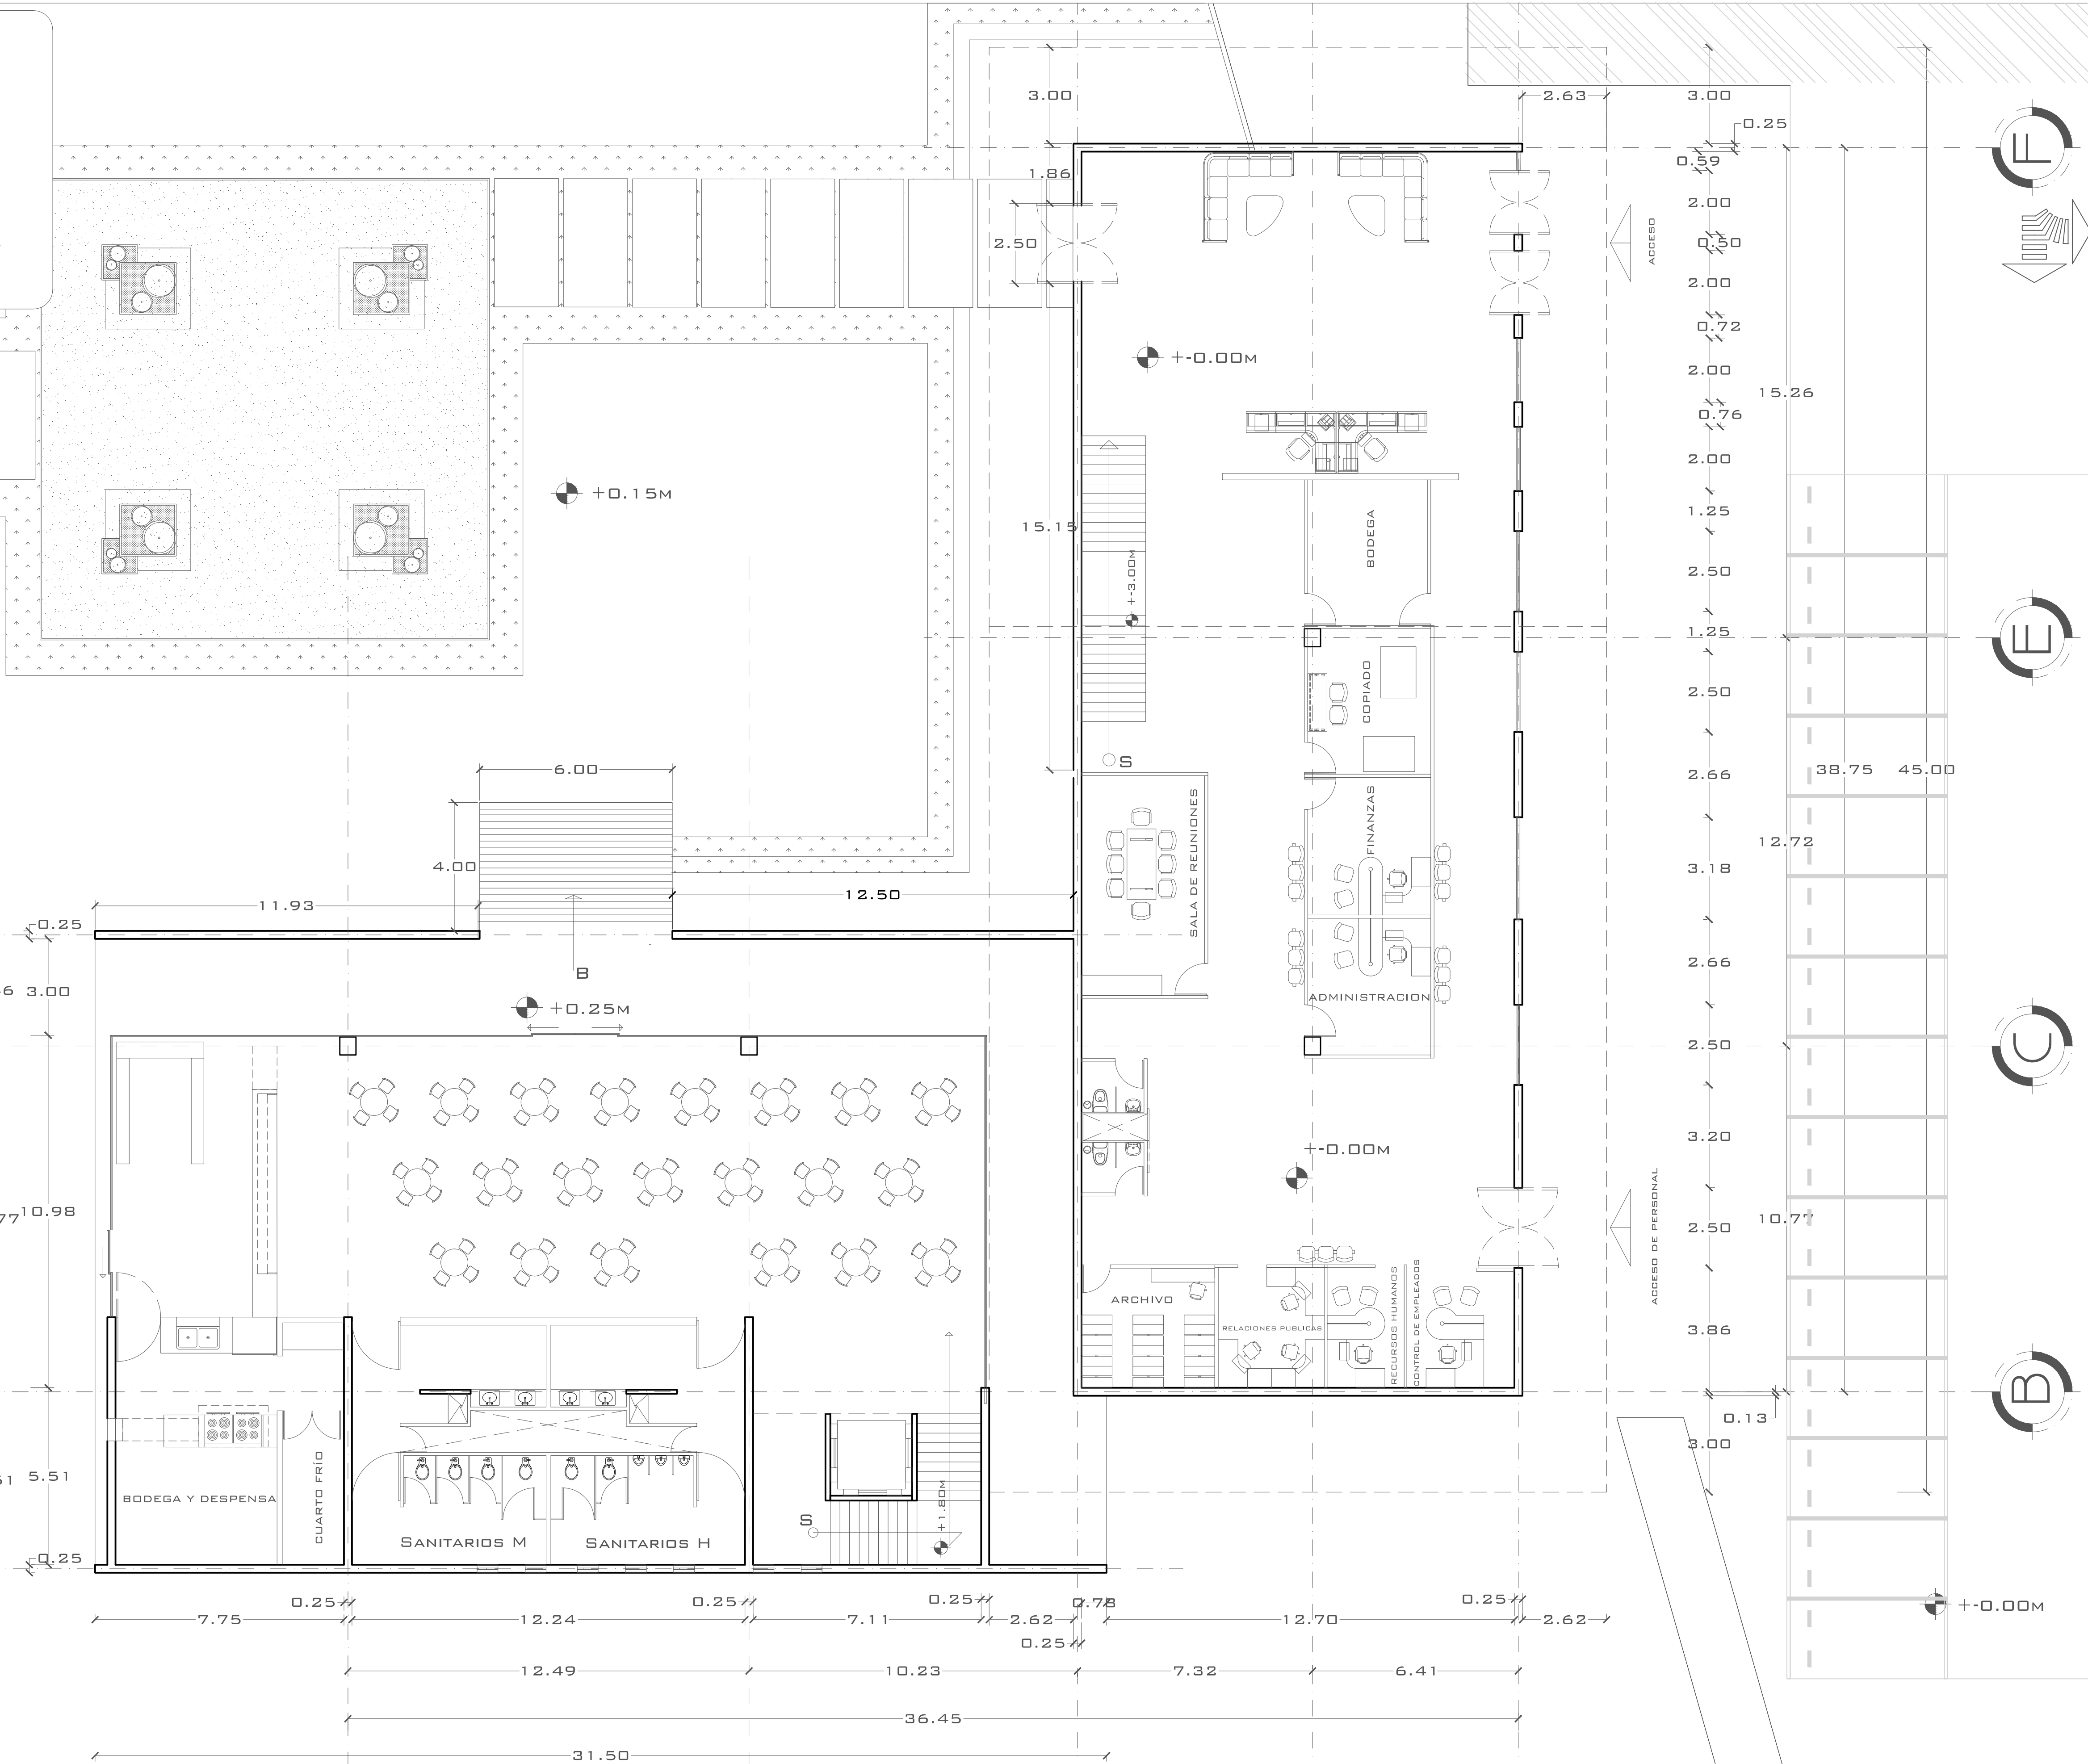 3.00
2.63
3.00
0.25
F
0.59
1.86
2.00
2.50
ACCESO
0.50
2.00
0.72
+-0.00M
2.00
15.26
0.76
2.00
+0.15M
BODEGA
1.25
15.15
+-3.00M
2.50
1.25
E
COPIADO
2.50
S
6.00
2.66
38.75
45.00
FINANZAS
SALA DE REUNIONES
12.72
4.00
3.18
11.93
12.50
0.25
2.66
B
3.00
ADMINISTRACION
+0.25M
2.50
C
3.20
+-0.00M
ACCESO DE PERSONAL
10.98
10.77
2.50
RECURSOS HUMANOS
CONTROL DE EMPLEADOS
ARCHIVO
RELACIONES PUBLICAS
3.86
B
0.13
3.00
5.51
CUARTO FRÍO
BODEGA Y DESPENSA
+1.80M
S
SANITARIOS M
SANITARIOS H
0.25
0.25
0.25
0.25
0.78
0.25
+-0.00M
7.75
12.24
7.11
2.62
12.70
2.62
0.25
12.49
10.23
7.32
6.41
36.45
31.50